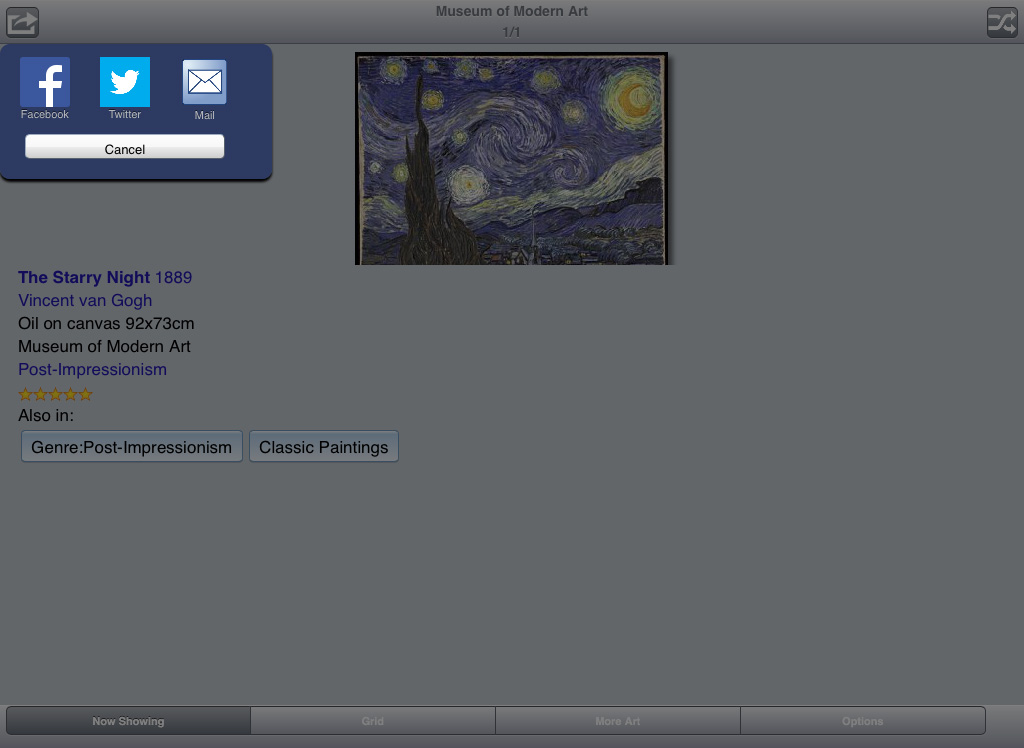 Museum of Modern Art
1/1
Facebook Twitter Mail
Cancel
The Starry Night 1889
Vincent van Gogh
Oil on canvas 92x73cm
Museum of Modern Art
Post-Impressionism
Also in:
Genre:Post-Impressionism Classic Paintings
Now Showing Grid More Art Options